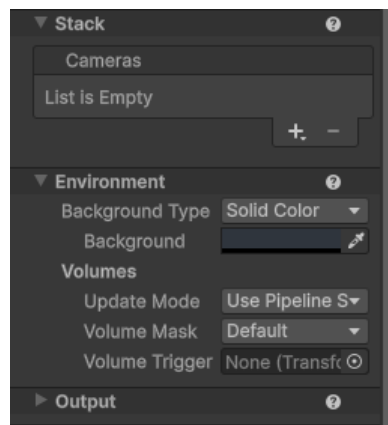 Stack
Cameras
List is Empty
Environment
Background Type Solid Color
Background
Volumes
Update Mode Use Pipeline S
Volume Mask Default
Volume Trigger None (Transfo
Output